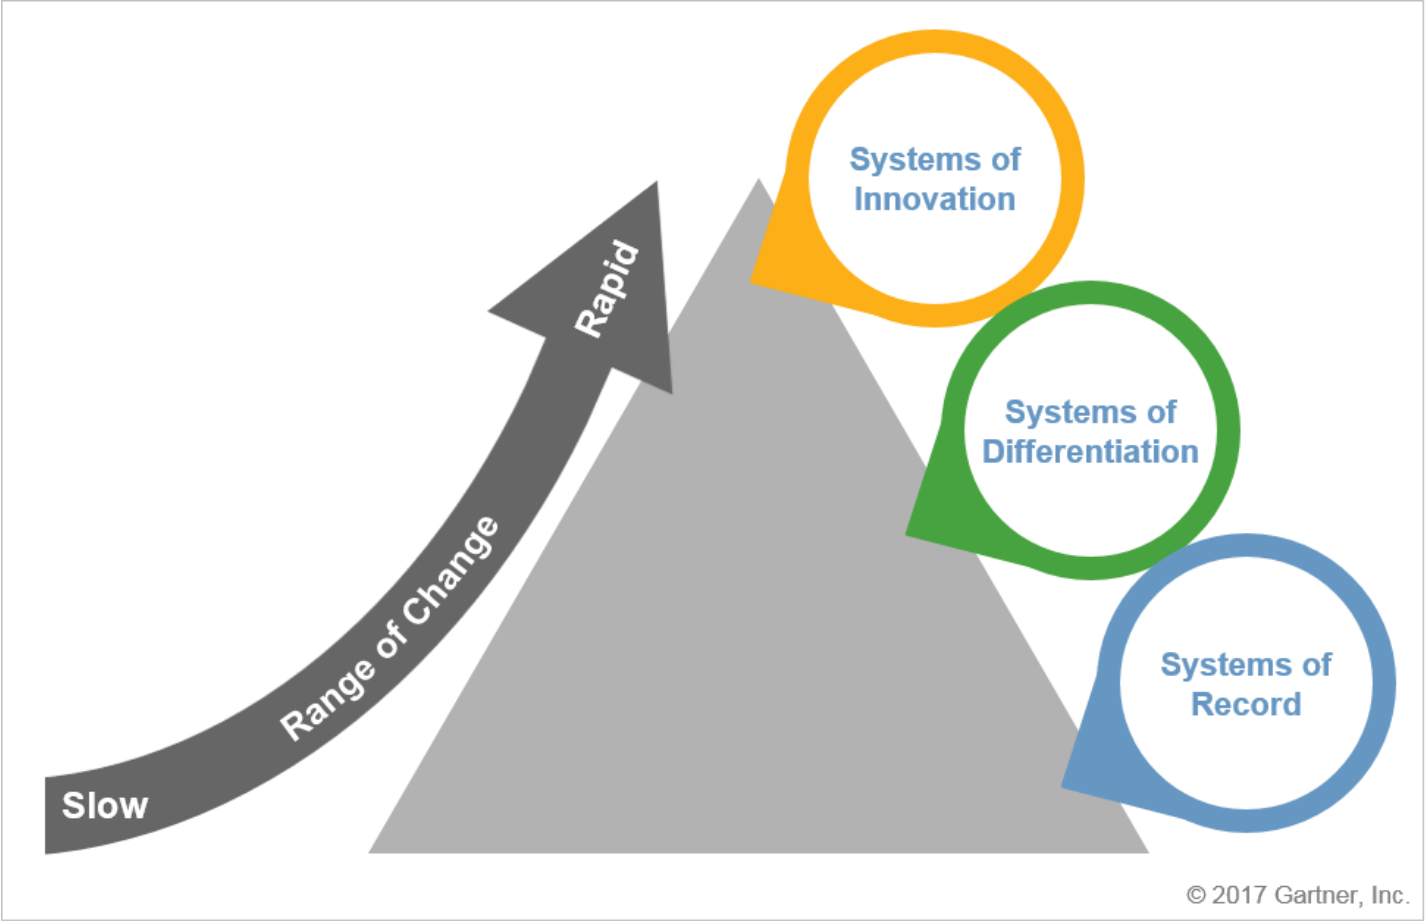 Systems of
Innovation
Rapid
Systems of
Differentiation
Range of Change
Systems of
Record
Slow
© 2017 Gartner, Inc.